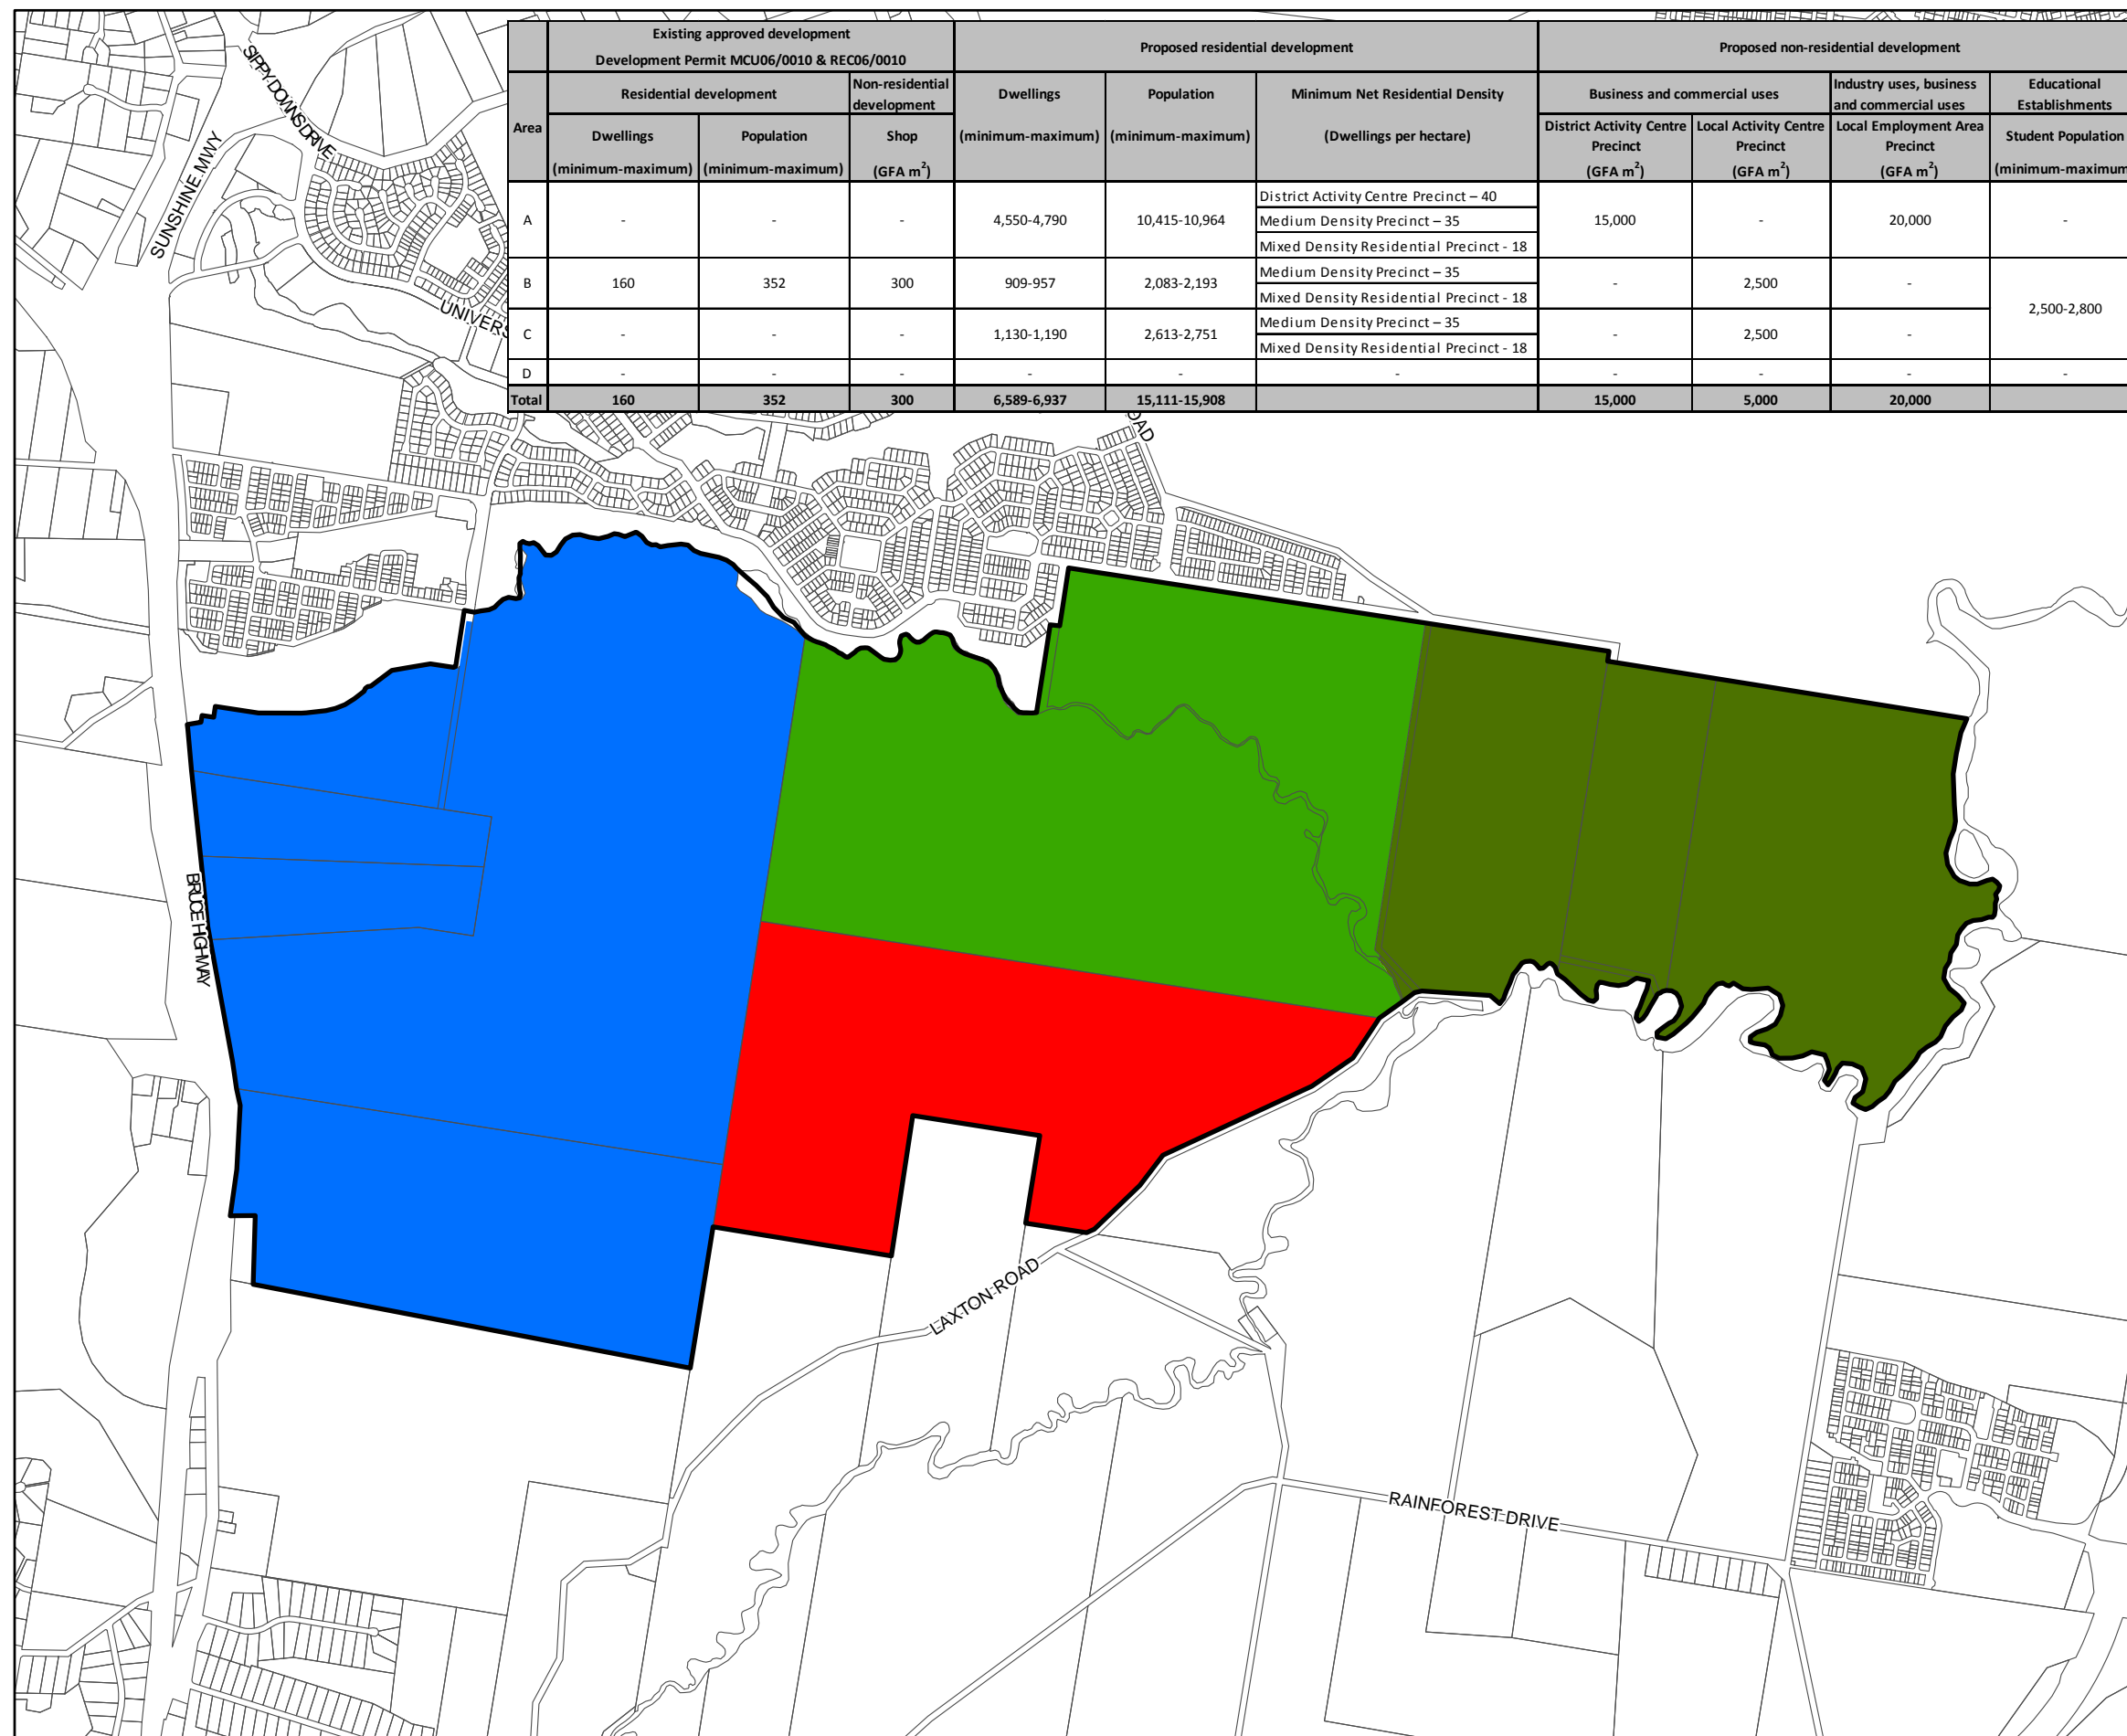 Existing approved development
Development Permit MCU06/0010 & REC06/0010
Proposed residential development
Proposed non-residential development
Area
Residential development
Non-residential
development
Dwellings
(minimum-maximum)
Population
(minimum-maximum)
Minimum Net Residential Density
(Dwellings per hectare)
Business and commercial uses
Industry uses, business
and commercial uses
Educational
Establishments
Dwellings
(minimum-maximum)
Population
(minimum-maximum)
Shop
(GFA m²)
District Activity Centre
Precinct
(GFA m²)
Local Activity Centre
Precinct
(GFA m²)
Local Employment Area
Precinct
(GFA m²)
Student Population
(minimum-maximum
A - - - 4,550-4,790 10,415-10,964 15,000 - 20,000 -
District Activity Centre Precinct – 40
Medium Density Precinct – 35
Mixed Density Residential Precinct - 18
B 160 352 300 909-957 2,083-2,193 - 2,500 -
Medium Density Precinct – 35
Mixed Density Residential Precinct - 18
2,500-2,800
C - - - 1,130-1,190 2,613-2,751 - 2,500 -
Medium Density Precinct – 35
Mixed Density Residential Precinct - 18
D - - - - - - - - - -
Total 160 352 300 6,589-6,937 15,111-15,908 15,000 5,000 20,000
SIPPY DOWNS DRIVE
SUNSHINE MWY
UNIVERS
OAD
BRUCE HIGHWAY
LAXTON ROAD
RAINFOREST DRIVE